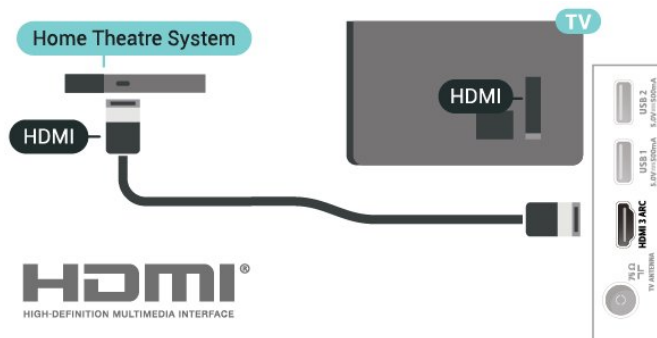 Home Theatre System
TV
HDMI
HDMI
USB 2
5.0V⎓500mA
USB 1
5.0V⎓500mA
HDMI 3 ARC
75 Ω
TV ANTENNA
HDMI®
HIGH-DEFINITION MULTIMEDIA INTERFACE